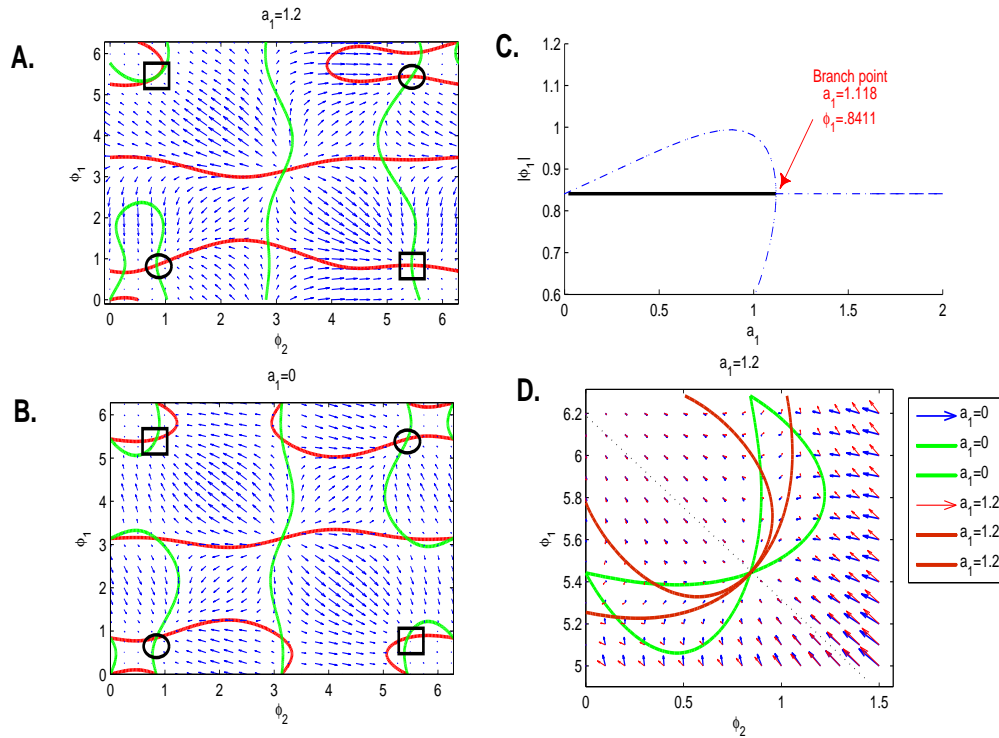 A.
a₁=1.2
6
5
4
3
2
1
0
ϕ₁
0 1 2 3 4 5 6
ϕ₂
B.
a₁=0
6
5
4
3
2
1
0
ϕ₁
0 1 2 3 4 5 6
ϕ₂
C.
Branch point
a₁=1.118
ϕ₁=.8411
1.2
1.1
1
0.9
0.8
0.7
0.6
|ϕ₁|
0 0.5 1 1.5 2
a₁
D.
a₁=1.2
6.2
6
5.8
5.6
5.4
5.2
5
ϕ₁
0 0.5 1 1.5
ϕ₂
a₁=0
a₁=0
a₁=0
a₁=1.2
a₁=1.2
a₁=1.2